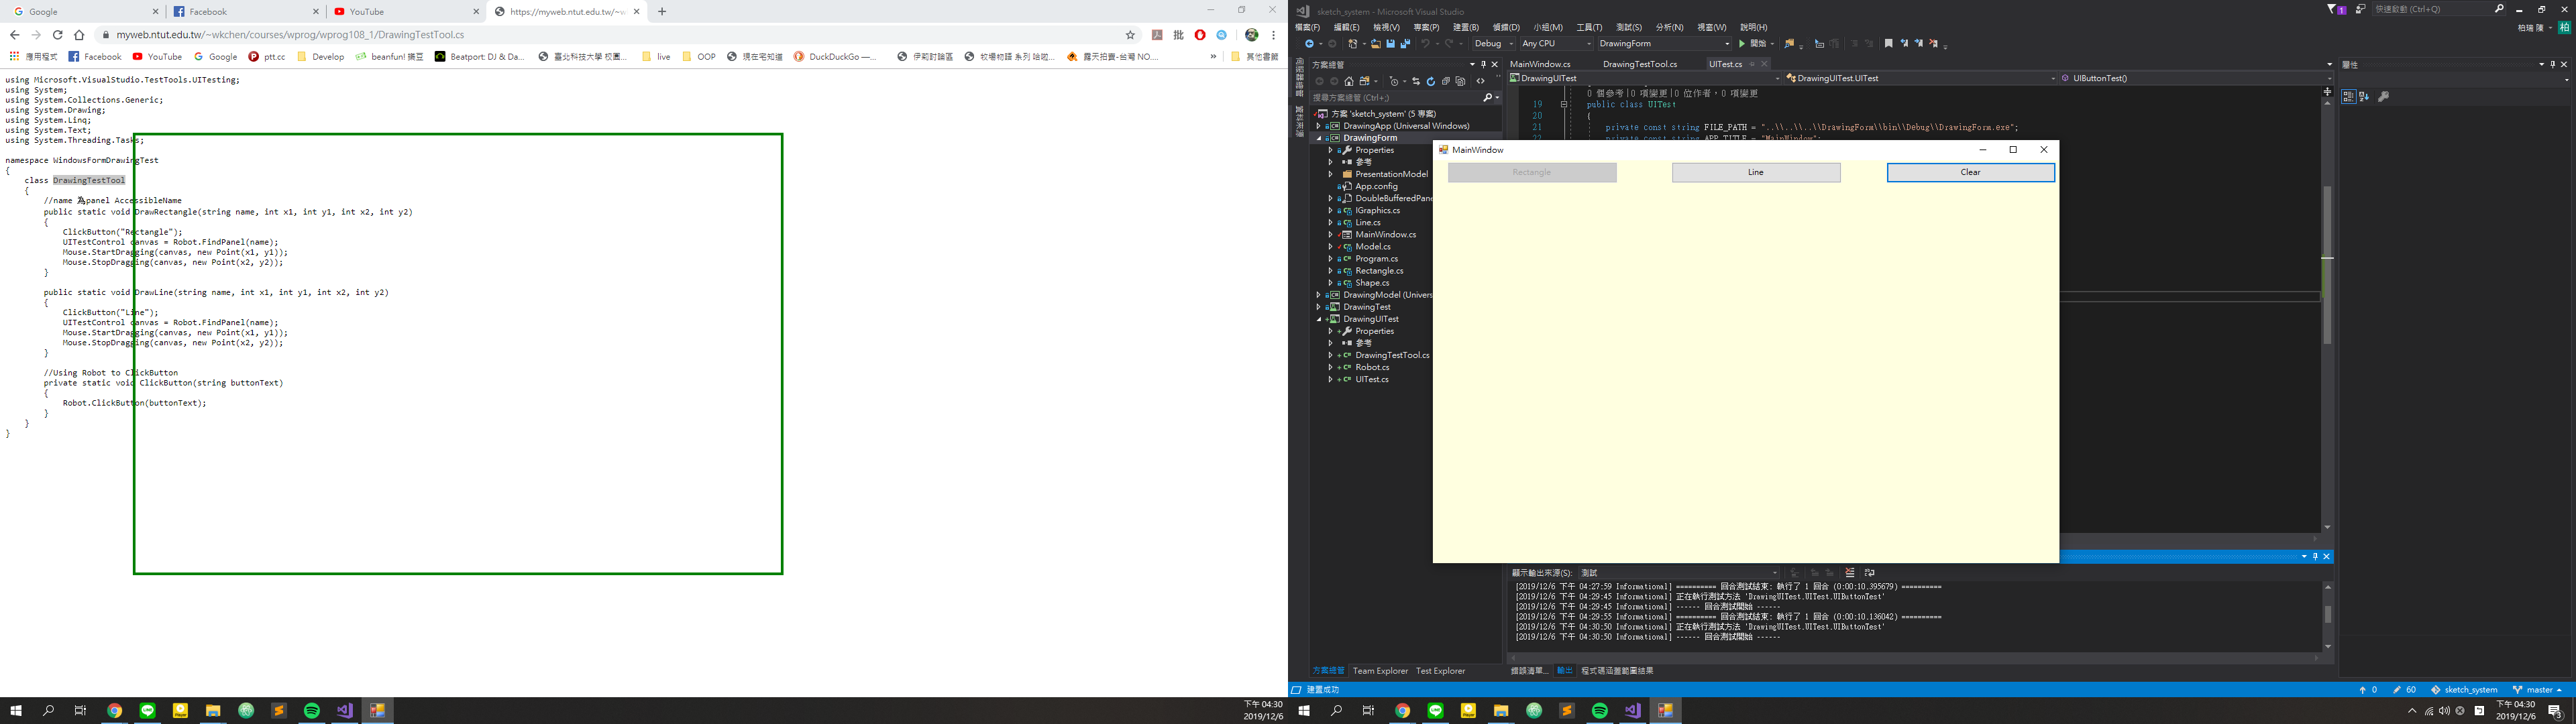 Google
Facebook
YouTube
https://myweb.ntut.edu.tw/~w
myweb.ntut.edu.tw/~wkchen/courses/wprog/wprog108_1/DrawingTestTool.cs
應用程式
Facebook
YouTube
Google
ptt.cc
Develop
beanfun! 樂豆
Beatport: DJ & Da...
臺北科技大學 校園...
live
OOP
現在宅知道
DuckDuckGo —...
伊莉討論區
牧場物語 系列 哈啦...
露天拍賣-台灣 NO....
»
其他書籤
using Microsoft.VisualStudio.TestTools.UITesting;
using System;
using System.Collections.Generic;
using System.Drawing;
using System.Linq;
using System.Text;
using System.Threading.Tasks;
namespace WindowsFormDrawingTest
{
class DrawingTestTool
{
//name 為panel AccessibleName
public static void DrawRectangle(string name, int x1, int y1, int x2, int y2)
{
ClickButton("Rectangle");
UITestControl canvas = Robot.FindPanel(name);
Mouse.StartDragging(canvas, new Point(x1, y1));
Mouse.StopDragging(canvas, new Point(x2, y2));
}
public static void DrawLine(string name, int x1, int y1, int x2, int y2)
{
ClickButton("Line");
UITestControl canvas = Robot.FindPanel(name);
Mouse.StartDragging(canvas, new Point(x1, y1));
Mouse.StopDragging(canvas, new Point(x2, y2));
}
//Using Robot to ClickButton
private static void ClickButton(string buttonText)
{
Robot.ClickButton(buttonText);
}
}
}
下午 04:30
2019/12/6
sketch_system - Microsoft Visual Studio
1
快速啟動 (Ctrl+Q)
檔案(F) 編輯(E) 檢視(V) 專案(P) 建置(B) 偵錯(D) 小組(M) 工具(T) 測試(S) 分析(N) 視窗(W) 說明(H)
柏瑞 陳
柏
Debug
Any CPU
DrawingForm
開始
方案總管
搜尋方案總管 (Ctrl+;)
方案 'sketch_system' (5 專案)
DrawingApp (Universal Windows)
DrawingForm
Properties
參考
PresentationModel
App.config
DoubleBufferedPane
IGraphics.cs
Line.cs
MainWindow.cs
Model.cs
Program.cs
Rectangle.cs
Shape.cs
DrawingModel (Univers
DrawingTest
DrawingUITest
Properties
參考
DrawingTestTool.cs
Robot.cs
UITest.cs
方案總管 Team Explorer Test Explorer
MainWindow.cs
DrawingTestTool.cs
UITest.cs
DrawingUITest
DrawingUITest.UITest
UIButtonTest()
0 個參考|0 項變更|0 位作者，0 項變更
19 public class UITest
20 {
21 private const string FILE_PATH = "..\\..\\..\\DrawingForm\\bin\\Debug\\DrawingForm.exe";
22 private const string APP_TITLE = "MainWindow";
MainWindow
Rectangle
Line
Clear
屬性
顯示輸出來源(S): 測試
[2019/12/6 下午 04:27:59 Informational] ========== 回合測試結束: 執行了 1 回合 (0:00:10.395679) ==========
[2019/12/6 下午 04:29:45 Informational] 正在執行測試方法 'DrawingUITest.UITest.UIButtonTest'
[2019/12/6 下午 04:29:45 Informational] ------ 回合測試開始 ------
[2019/12/6 下午 04:29:55 Informational] ========== 回合測試結束: 執行了 1 回合 (0:00:10.136042) ==========
[2019/12/6 下午 04:30:50 Informational] 正在執行測試方法 'DrawingUITest.UITest.UIButtonTest'
[2019/12/6 下午 04:30:50 Informational] ------ 回合測試開始 ------
錯誤清單... 輸出 程式碼涵蓋範圍結果
建置成功
0
60
sketch_system
master
下午 04:30
2019/12/6